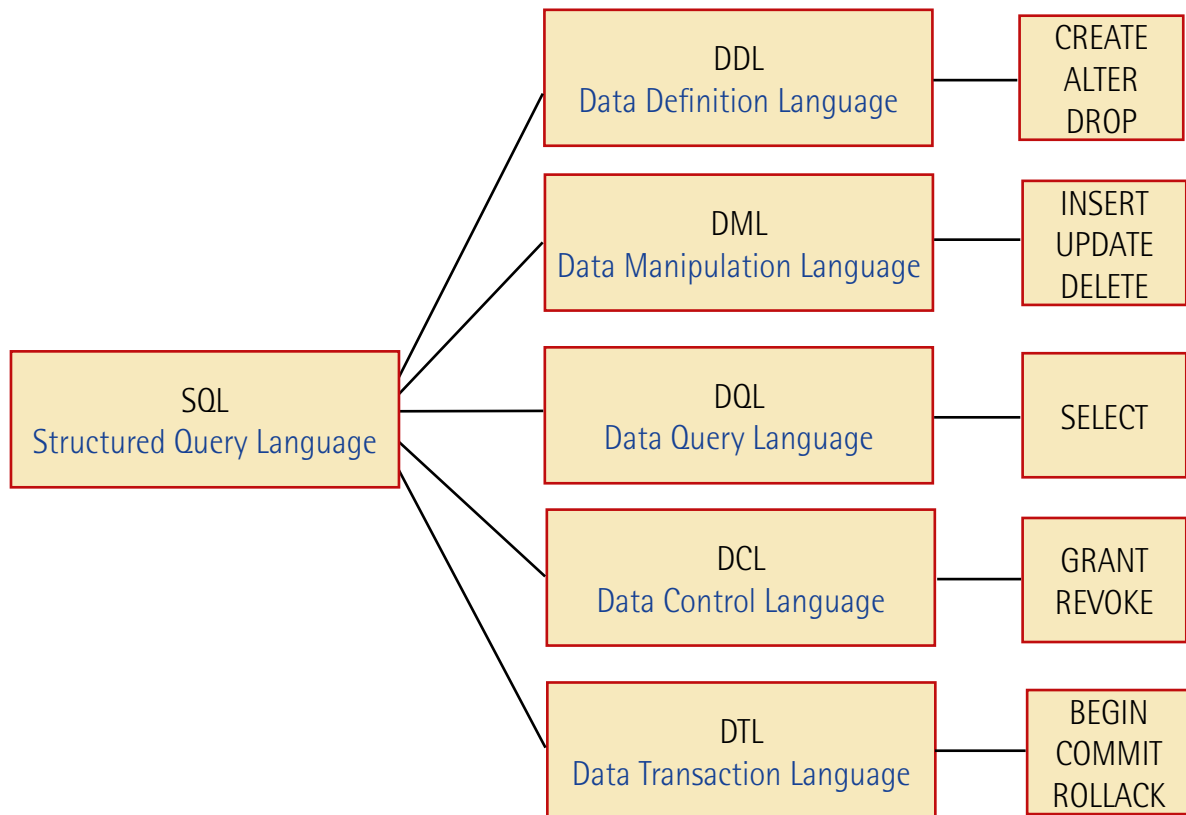 SQL
Structured Query Language
DDL
Data Definition Language
CREATE
ALTER
DROP
DML
Data Manipulation Language
INSERT
UPDATE
DELETE
DQL
Data Query Language
SELECT
DCL
Data Control Language
GRANT
REVOKE
DTL
Data Transaction Language
BEGIN
COMMIT
ROLLACK